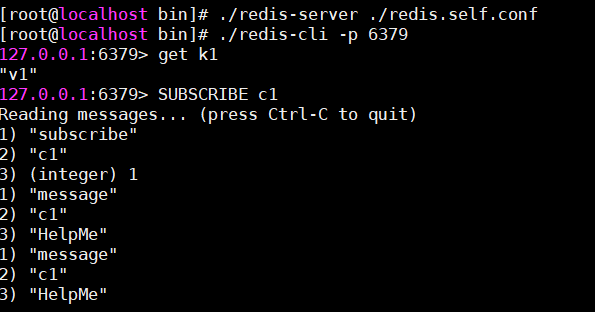 [root@localhost bin]# ./redis-server ./redis.self.conf
[root@localhost bin]# ./redis-cli -p 6379
127.0.0.1:6379> get k1
"v1"
127.0.0.1:6379> SUBSCRIBE c1
Reading messages... (press Ctrl-C to quit)
1) "subscribe"
2) "c1"
3) (integer) 1
1) "message"
2) "c1"
3) "HelpMe"
1) "message"
2) "c1"
3) "HelpMe"